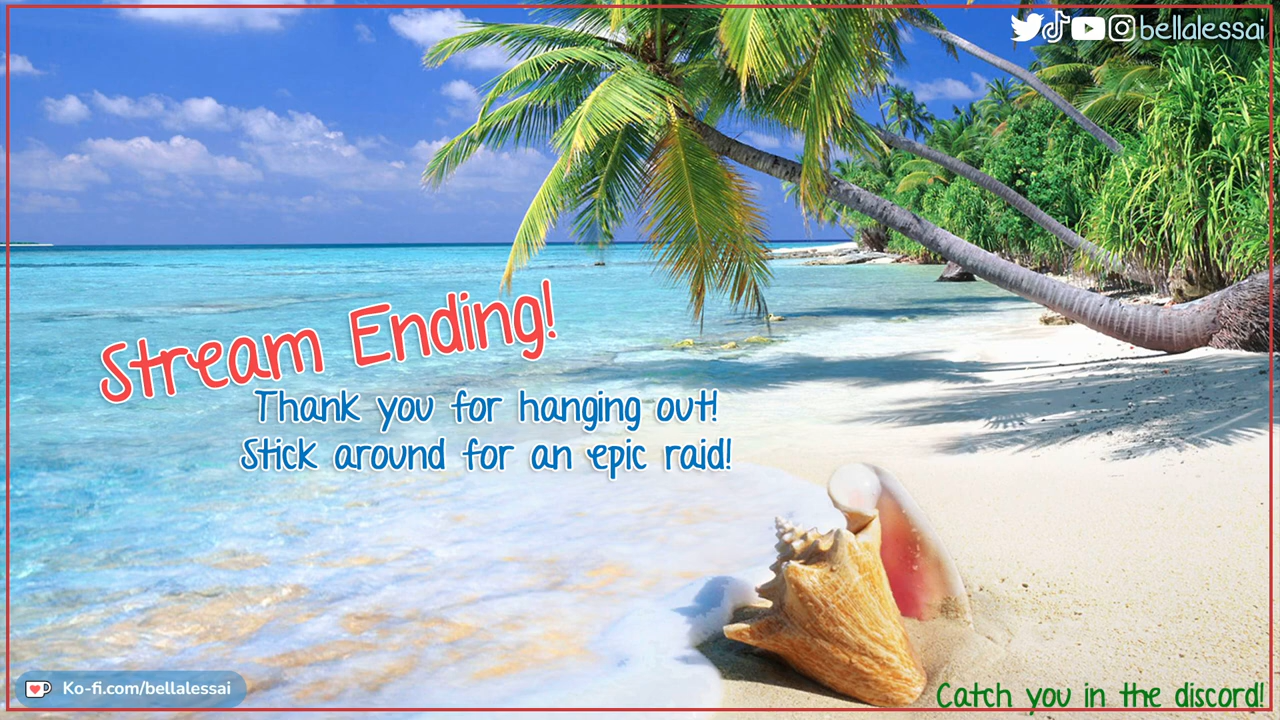 bellalessai
Stream Ending!
Thank you for hanging out!
Stick around for an epic raid!
Ko-fi.com/bellalessai
Catch you in the discord!